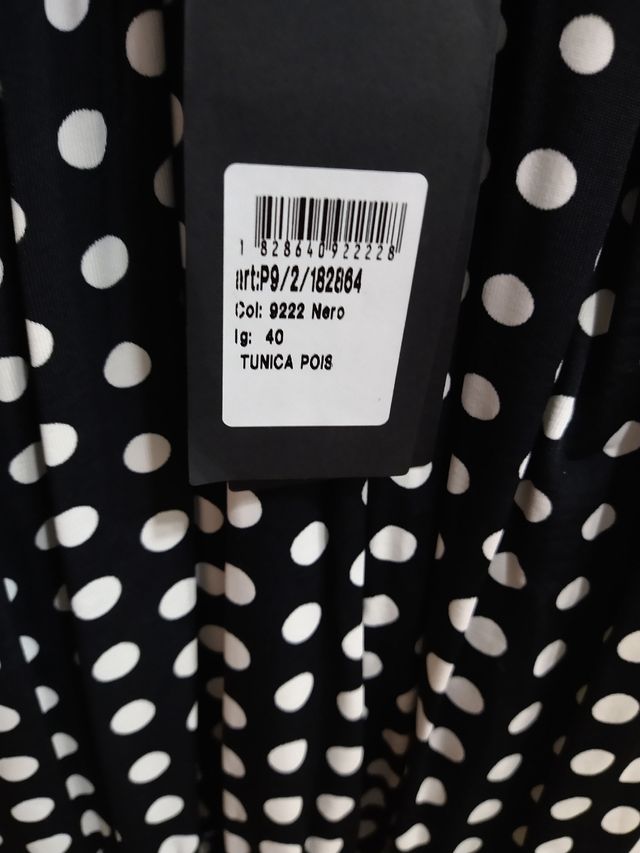 1 828640 922228
art:P9/2/182864
Col: 9222 Nero
tg: 40
TUNICA POIS